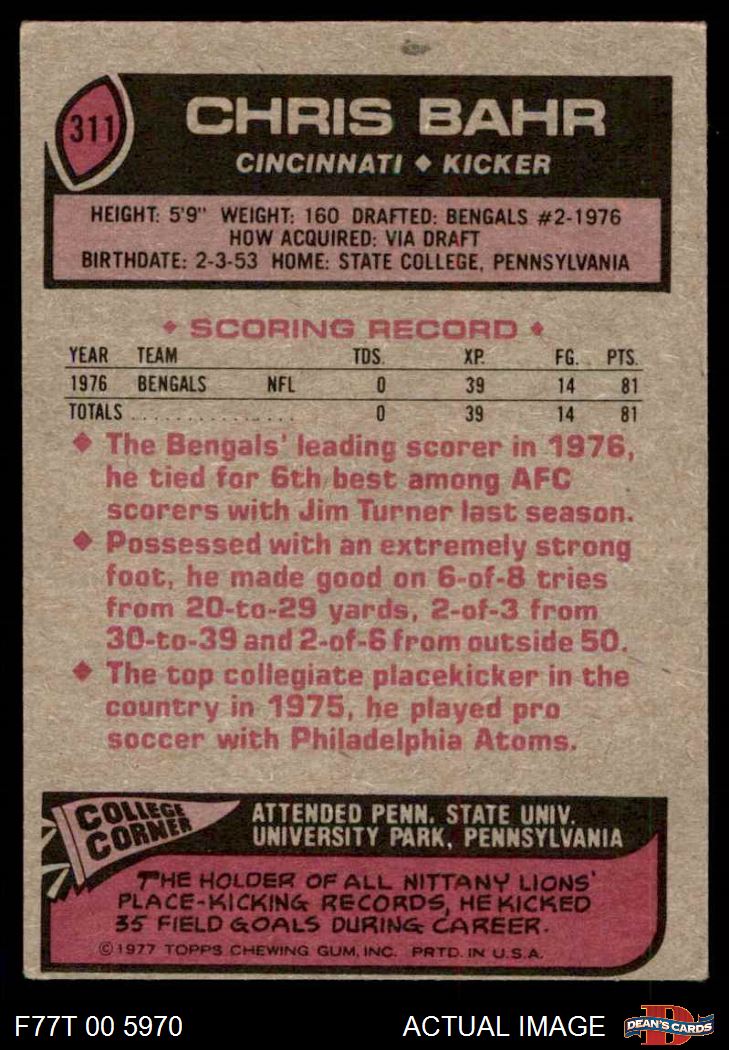 311
CHRIS BAHR
CINCINNATI ♦ KICKER
HEIGHT: 5'9" WEIGHT: 160 DRAFTED: BENGALS #2-1976
HOW ACQUIRED: VIA DRAFT
BIRTHDATE: 2-3-53 HOME: STATE COLLEGE, PENNSYLVANIA
♦ SCORING RECORD ♦
YEAR TEAM TDS. XP. FG. PTS.
1976 BENGALS NFL 0 39 14 81
TOTALS . . . . . . . . . . . . 0 39 14 81
♦ The Bengals' leading scorer in 1976,
he tied for 6th best among AFC
scorers with Jim Turner last season.
♦ Possessed with an extremely strong
foot, he made good on 6-of-8 tries
from 20-to-29 yards, 2-of-3 from
30-to-39 and 2-of-6 from outside 50.
♦ The top collegiate placekicker in the
country in 1975, he played pro
soccer with Philadelphia Atoms.
COLLEGE
CORNER
ATTENDED PENN. STATE UNIV.
UNIVERSITY PARK, PENNSYLVANIA
THE HOLDER OF ALL NITTANY LIONS'
PLACE-KICKING RECORDS, HE KICKED
35 FIELD GOALS DURING CAREER.
© 1977 TOPPS CHEWING GUM, INC. PRTD. IN U.S.A.
F77T 00 5970
ACTUAL IMAGE
D
DEAN'S CARDS